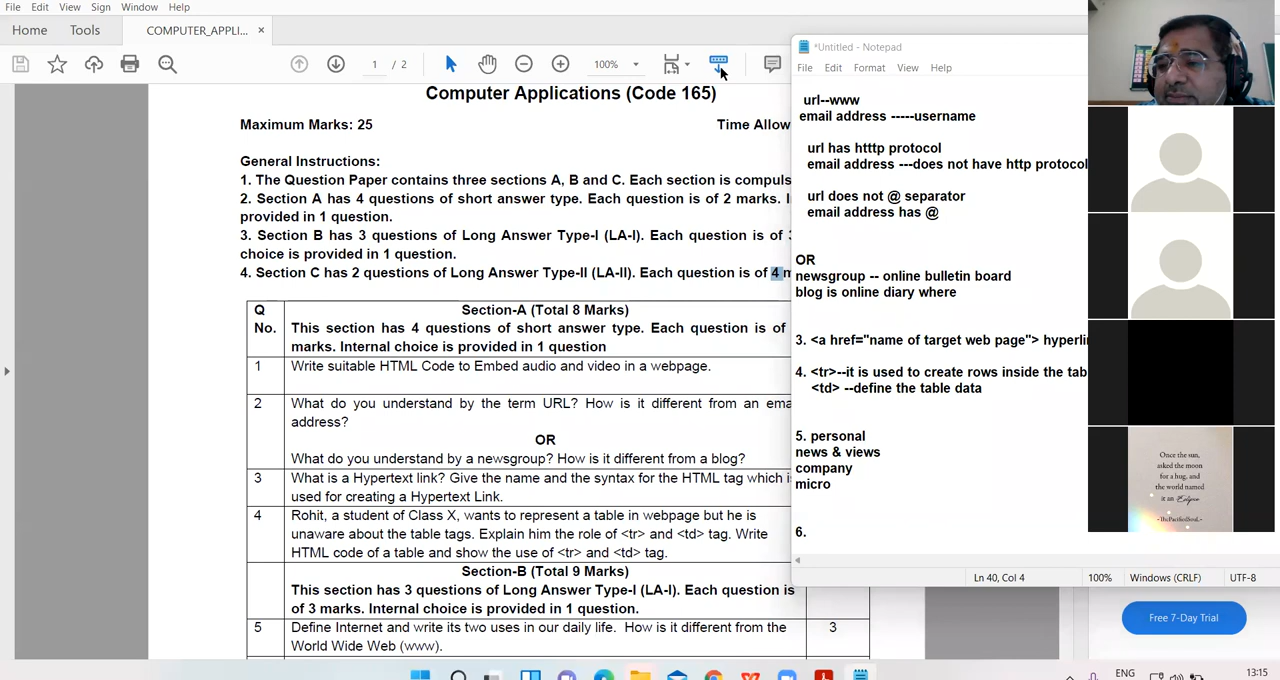 File Edit View Sign Window Help
Home Tools COMPUTER_APPLI... ×
1 / 2 100%
Computer Applications (Code 165)
Maximum Marks: 25 Time Allow
General Instructions:
1. The Question Paper contains three sections A, B and C. Each section is compuls
2. Section A has 4 questions of short answer type. Each question is of 2 marks. I
provided in 1 question.
3. Section B has 3 questions of Long Answer Type-I (LA-I). Each question is of 3
choice is provided in 1 question.
4. Section C has 2 questions of Long Answer Type-II (LA-II). Each question is of 4 m
Q
No.
Section-A (Total 8 Marks)
This section has 4 questions of short answer type. Each question is of
marks. Internal choice is provided in 1 question
1 Write suitable HTML Code to Embed audio and video in a webpage.
2 What do you understand by the term URL? How is it different from an ema
address?
OR
What do you understand by a newsgroup? How is it different from a blog?
3 What is a Hypertext link? Give the name and the syntax for the HTML tag which i
used for creating a Hypertext Link.
4 Rohit, a student of Class X, wants to represent a table in webpage but he is
unaware about the table tags. Explain him the role of <tr> and <td> tag. Write
HTML code of a table and show the use of <tr> and <td> tag.
Section-B (Total 9 Marks)
This section has 3 questions of Long Answer Type-I (LA-I). Each question is
of 3 marks. Internal choice is provided in 1 question.
5 Define Internet and write its two uses in our daily life. How is it different from the 3
World Wide Web (www).
*Untitled - Notepad
File Edit Format View Help
url--www
email address -----username
url has htttp protocol
email address ---does not have http protocol
url does not @ separator
email address has @
OR
newsgroup -- online bulletin board
blog is online diary where
3. <a href="name of target web page"> hyperli
4. <tr>--it is used to create rows inside the tab
<td> --define the table data
5. personal
news & views
company
micro
6.
Ln 40, Col 4 100% Windows (CRLF) UTF-8
Once the sun,
asked the moon
for a hug, and
the world named
it an Eclipse
Free 7-Day Trial
ENG 13:15